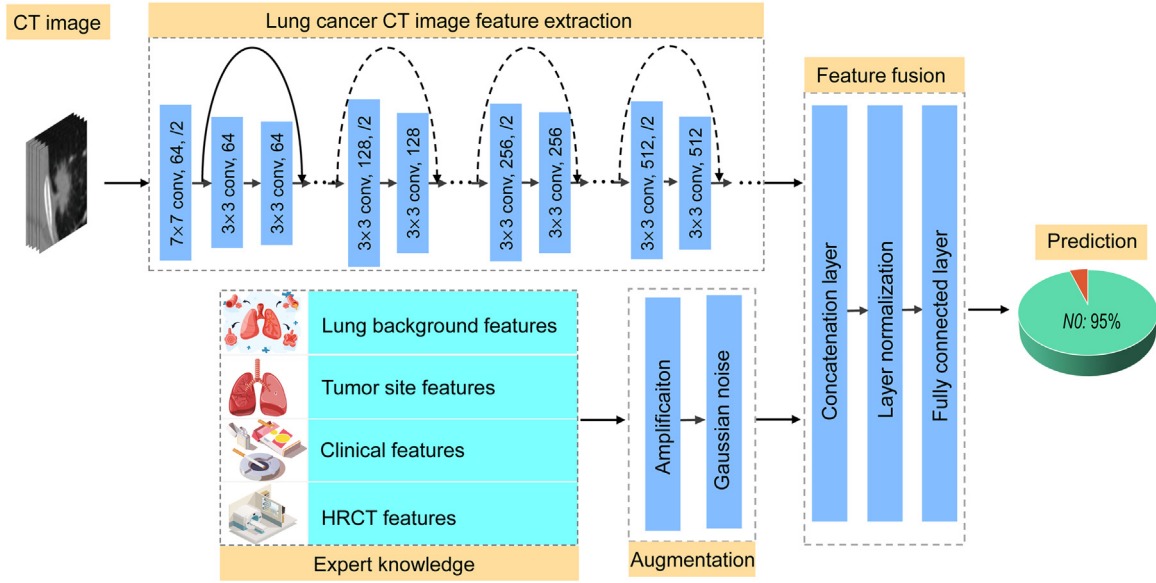 CT image
Lung cancer CT image feature extraction
7×7 conv, 64, /2
3×3 conv, 64
3×3 conv, 64
3×3 conv, 128, /2
3×3 conv, 128
3×3 conv, 256, /2
3×3 conv, 256
3×3 conv, 512, /2
3×3 conv, 512
Feature fusion
Concatenation layer
Layer normalization
Fully connected layer
Prediction
N0: 95%
Lung background features
Tumor site features
Clinical features
HRCT features
Expert knowledge
Amplificaiton
Gaussian noise
Augmentation